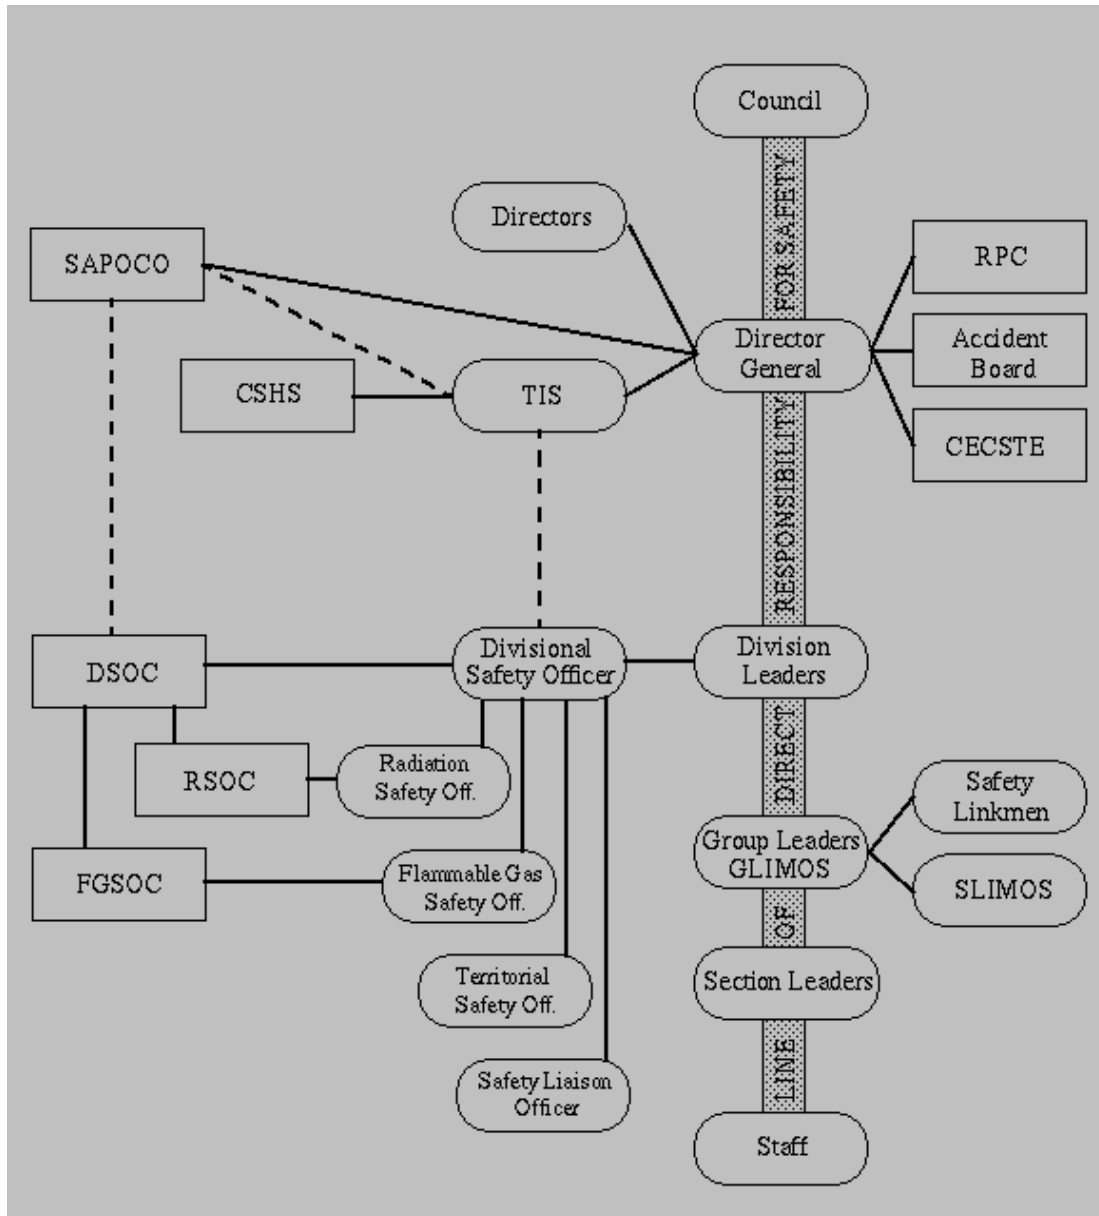 Council
Directors
SAPOCO
RPC
Director
General
Accident
Board
CSHS
TIS
CECSTE
DSOC
Divisional
Safety Officer
Division
Leaders
RSOC
Radiation
Safety Off.
Safety
Linkmen
FGSOC
Flammable Gas
Safety Off.
Group Leaders
GLIMOS
SLIMOS
Territorial
Safety Off.
Section Leaders
Safety Liaison
Officer
Staff
LINE OF DIRECT RESPONSIBILITY FOR SAFETY